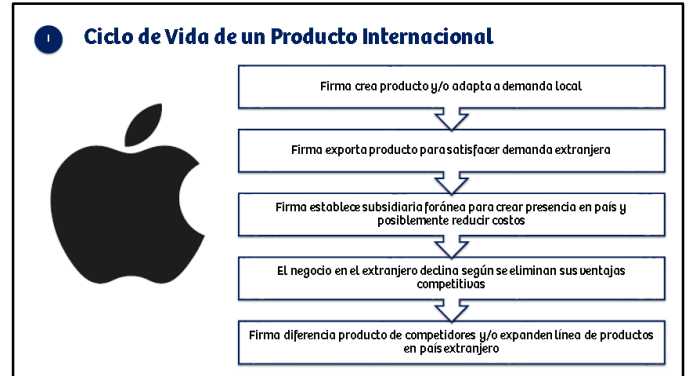 1
Ciclo de Vida de un Producto Internacional
Firma crea producto y/o adapta a demanda local
Firma exporta producto para satisfacer demanda extranjera
Firma establece subsidiaria foránea para crear presencia en país y
posiblemente reducir costos
El negocio en el extranjero declina según se eliminan sus ventajas
competitivas
Firma diferencia producto de competidores y/o expanden línea de productos
en país extranjero